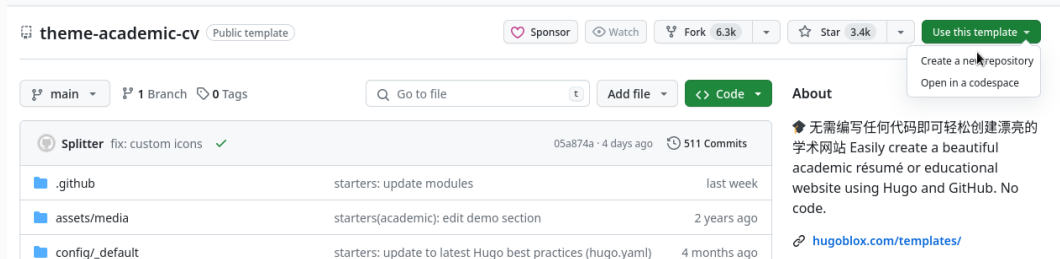 theme-academic-cv Public template Sponsor Watch Fork 6.3k Star 3.4k Use this template
Create a new repository
Open in a codespace
main 1 Branch 0 Tags Go to file t Add file Code
About
Splitter fix: custom icons 05a874a · 4 days ago 511 Commits
.github starters: update modules last week
assets/media starters(academic): edit demo section 2 years ago
config/_default starters: update to latest Hugo best practices (hugo.yaml) 4 months ago
无需编写任何代码即可轻松创建漂亮的
学术网站 Easily create a beautiful
academic résumé or educational
website using Hugo and GitHub. No
code.
hugoblox.com/templates/